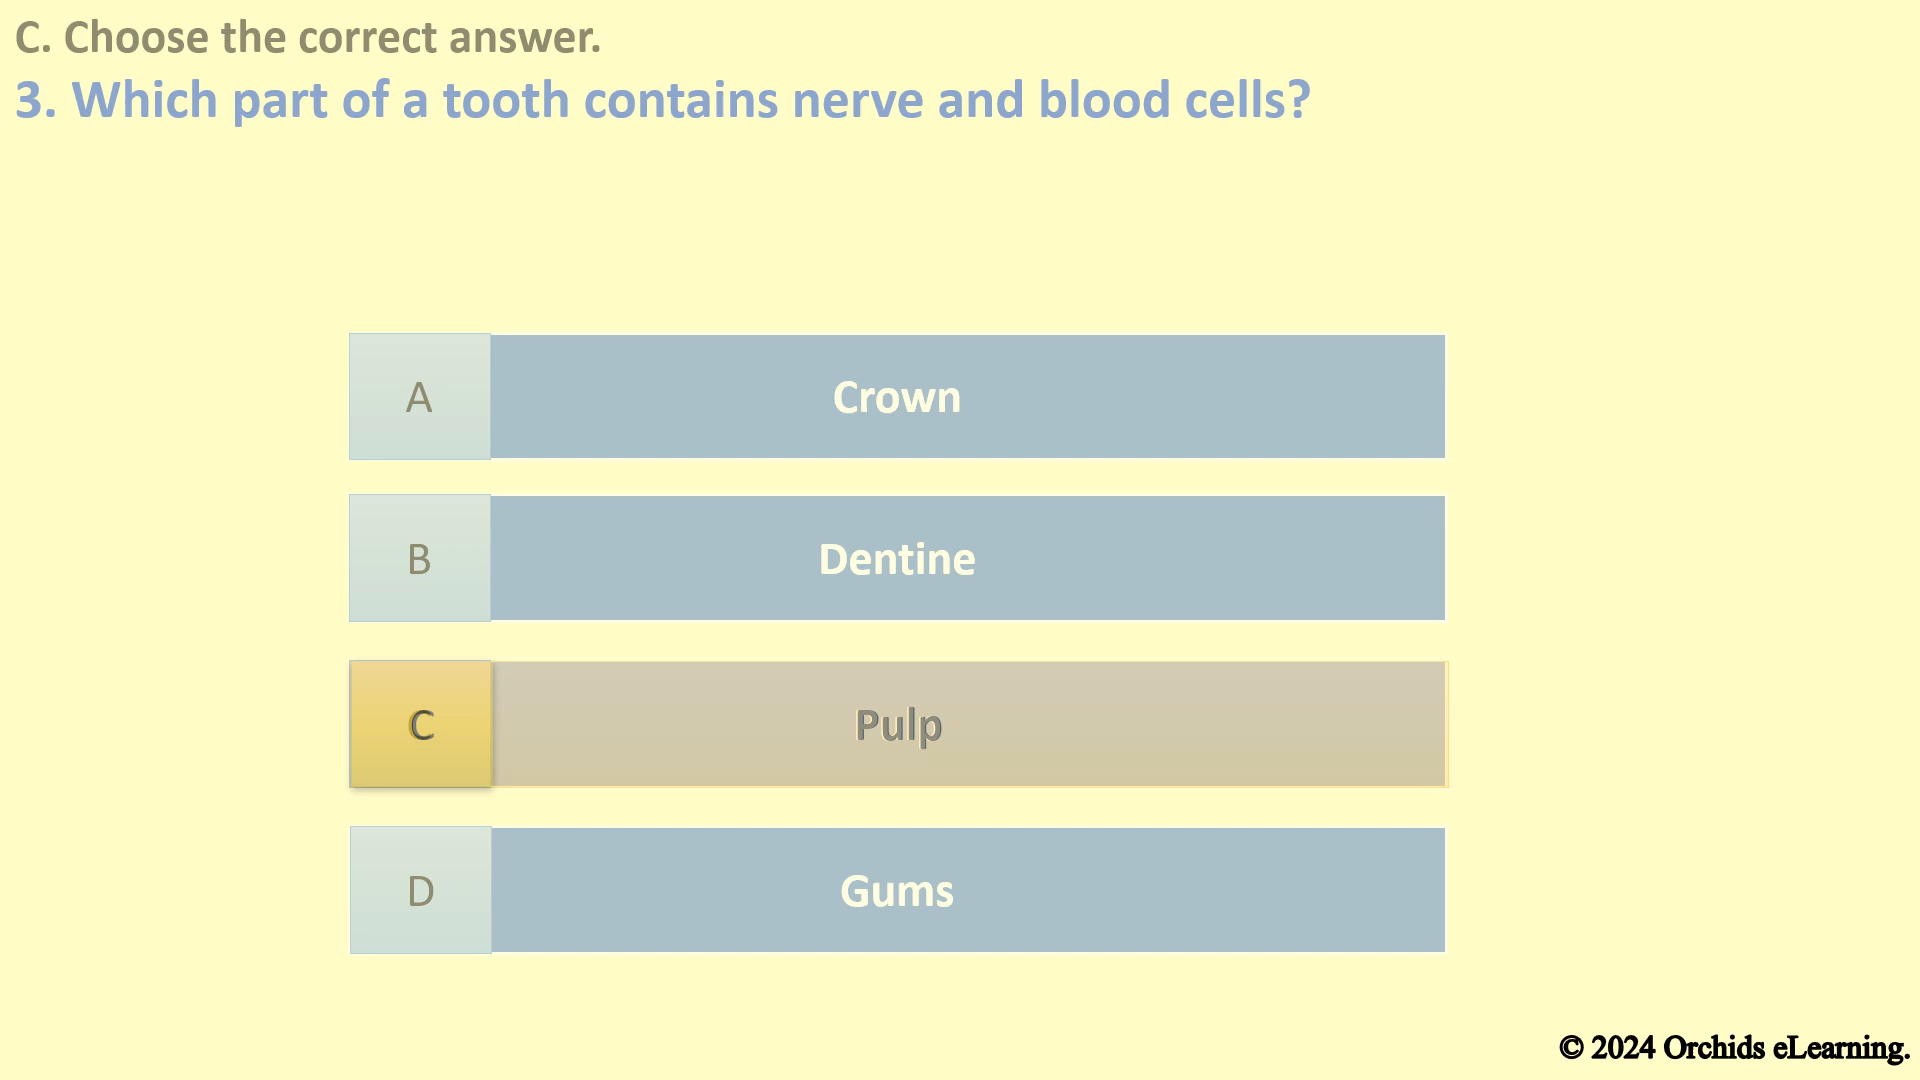 C. Choose the correct answer.
3. Which part of a tooth contains nerve and blood cells?
A Crown
B Dentine
C Pulp
D Gums
© 2024 Orchids eLearning.